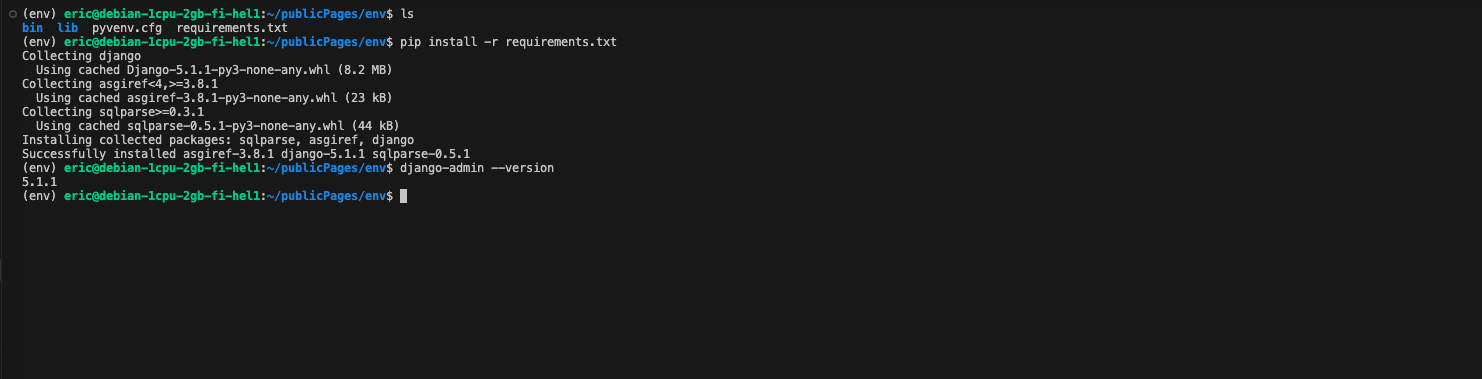 (env) eric@debian-1cpu-2gb-fi-hel1:~/publicPages/env$ ls
bin  lib  pyvenv.cfg  requirements.txt
(env) eric@debian-1cpu-2gb-fi-hel1:~/publicPages/env$ pip install -r requirements.txt
Collecting django
  Using cached Django-5.1.1-py3-none-any.whl (8.2 MB)
Collecting asgiref<4,>=3.8.1
  Using cached asgiref-3.8.1-py3-none-any.whl (23 kB)
Collecting sqlparse>=0.3.1
  Using cached sqlparse-0.5.1-py3-none-any.whl (44 kB)
Installing collected packages: sqlparse, asgiref, django
Successfully installed asgiref-3.8.1 django-5.1.1 sqlparse-0.5.1
(env) eric@debian-1cpu-2gb-fi-hel1:~/publicPages/env$ django-admin --version
5.1.1
(env) eric@debian-1cpu-2gb-fi-hel1:~/publicPages/env$